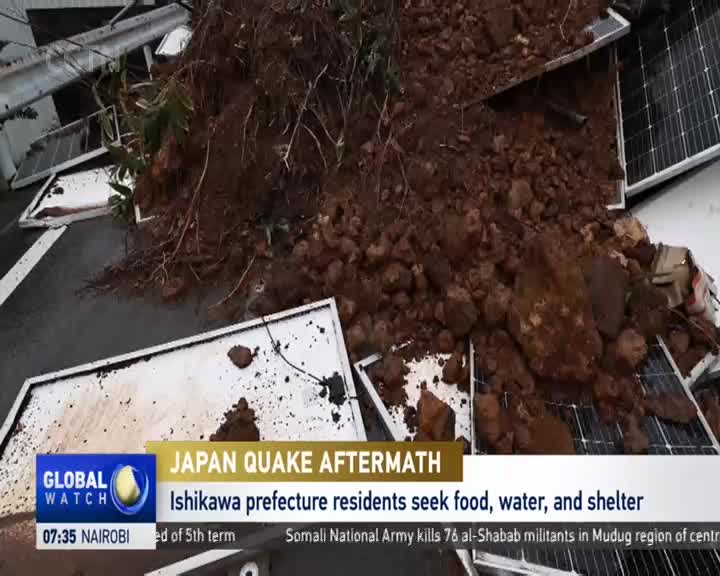 CGTN
JAPAN QUAKE AFTERMATH
GLOBAL
WATCH
Ishikawa prefecture residents seek food, water, and shelter
07:35 NAIROBI
ed of 5th term Somali National Army kills 76 al-Shabab militants in Mudug region of centr